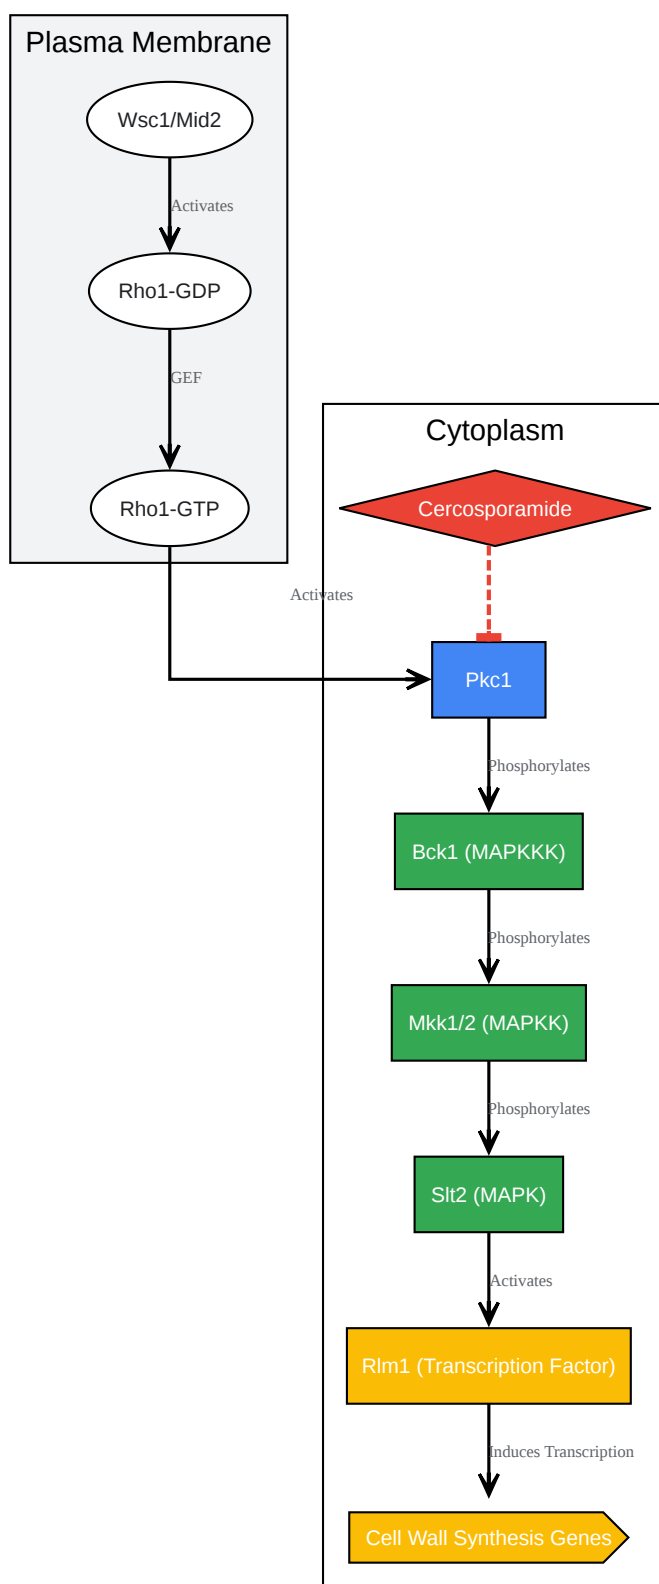 Plasma Membrane
Wsc1/Mid2
Activates
Rho1-GDP
GEF
Rho1-GTP
Activates
Cytoplasm
Cercosporamide
Pkc1
Phosphorylates
Bck1 (MAPKKK)
Phosphorylates
Mkk1/2 (MAPKK)
Phosphorylates
Slt2 (MAPK)
Activates
Rlm1 (Transcription Factor)
Induces Transcription
Cell Wall Synthesis Genes